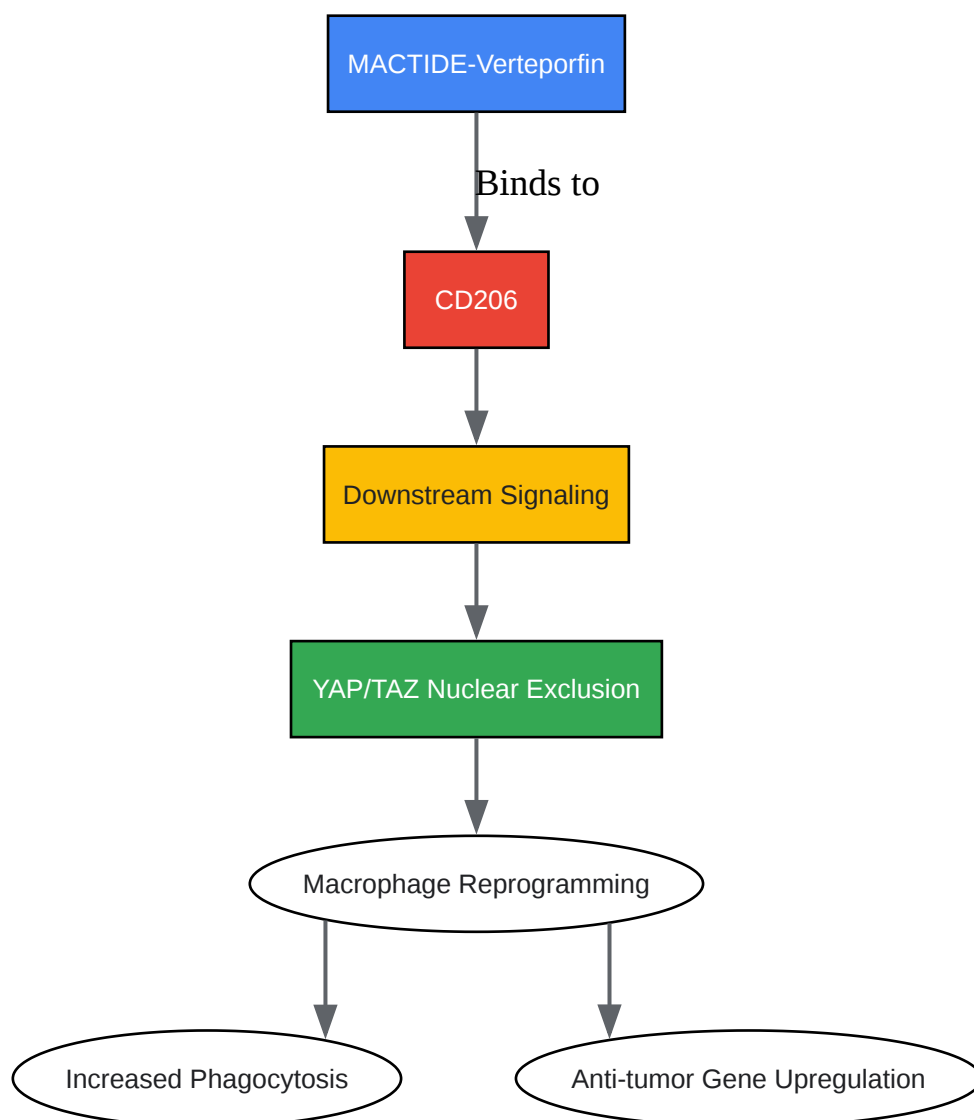 MACTIDE-Verteporfin
Binds to
CD206
Downstream Signaling
YAP/TAZ Nuclear Exclusion
Macrophage Reprogramming
Increased Phagocytosis
Anti-tumor Gene Upregulation